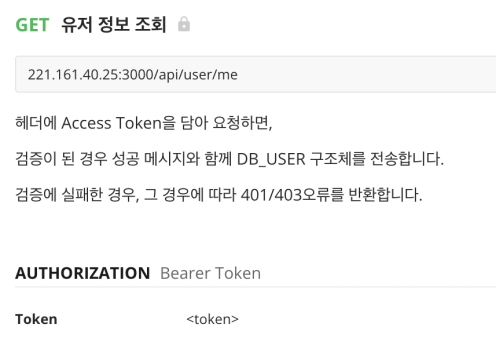 GET 유저 정보 조회
221.161.40.25:3000/api/user/me
헤더에 Access Token을 담아 요청하면,
검증이 된 경우 성공 메시지와 함께 DB_USER 구조체를 전송합니다.
검증에 실패한 경우, 그 경우에 따라 401/403오류를 반환합니다.
AUTHORIZATION Bearer Token
Token <token>